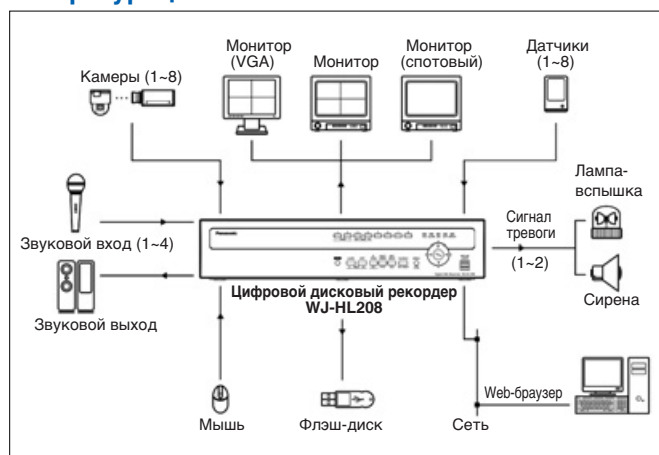 Монитор
(VGA)
Монитор
Монитор
(спотовый)
Датчики
(1~8)
Камеры (1~8)
Лампа-
вспышка
Звуковой вход (1~4)
Panasonic
Сигнал
тревоги
(1~2)
Цифровой дисковый рекордер
WJ-HL208
Сирена
Звуковой выход
Web-браузер
Мышь
Флэш-диск
Сеть